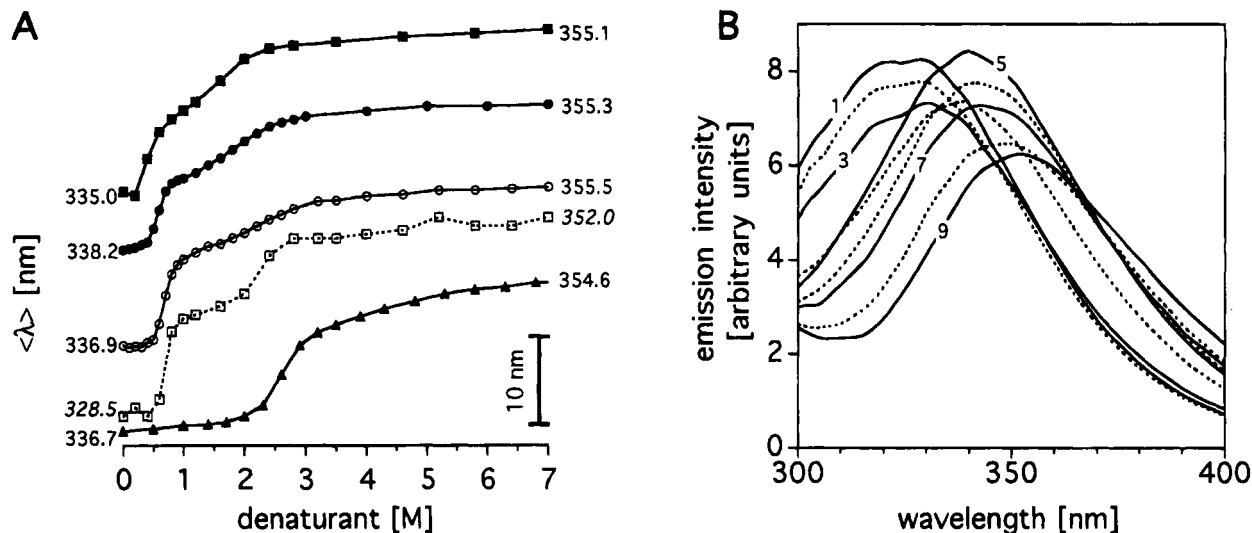 A
<λ> [nm]
355.1
335.0
355.3
338.2
355.5
352.0
336.9
354.6
328.5
336.7
10 nm
0 1 2 3 4 5 6 7
denaturant [M]
B
emission intensity
[arbitrary units]
8
6
4
2
0
1
5
3
7
9
300 350 400
wavelength [nm]